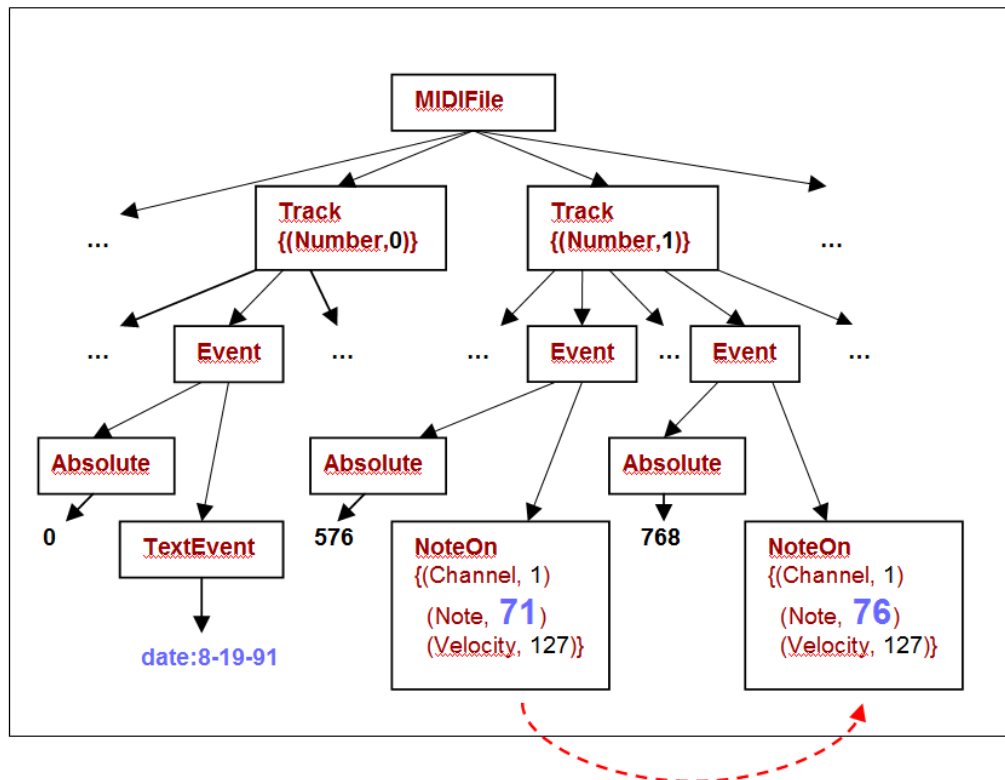 MIDIFile
Track
{(Number,0)}
Track
{(Number,1)}
...
...
...
Event
...
...
Event
...
Event
...
Absolute
Absolute
Absolute
0
TextEvent
date:8-19-91
576
NoteOn
{(Channel, 1)
(Note, 71)
(Velocity, 127)}
768
NoteOn
{(Channel, 1)
(Note, 76)
(Velocity, 127)}